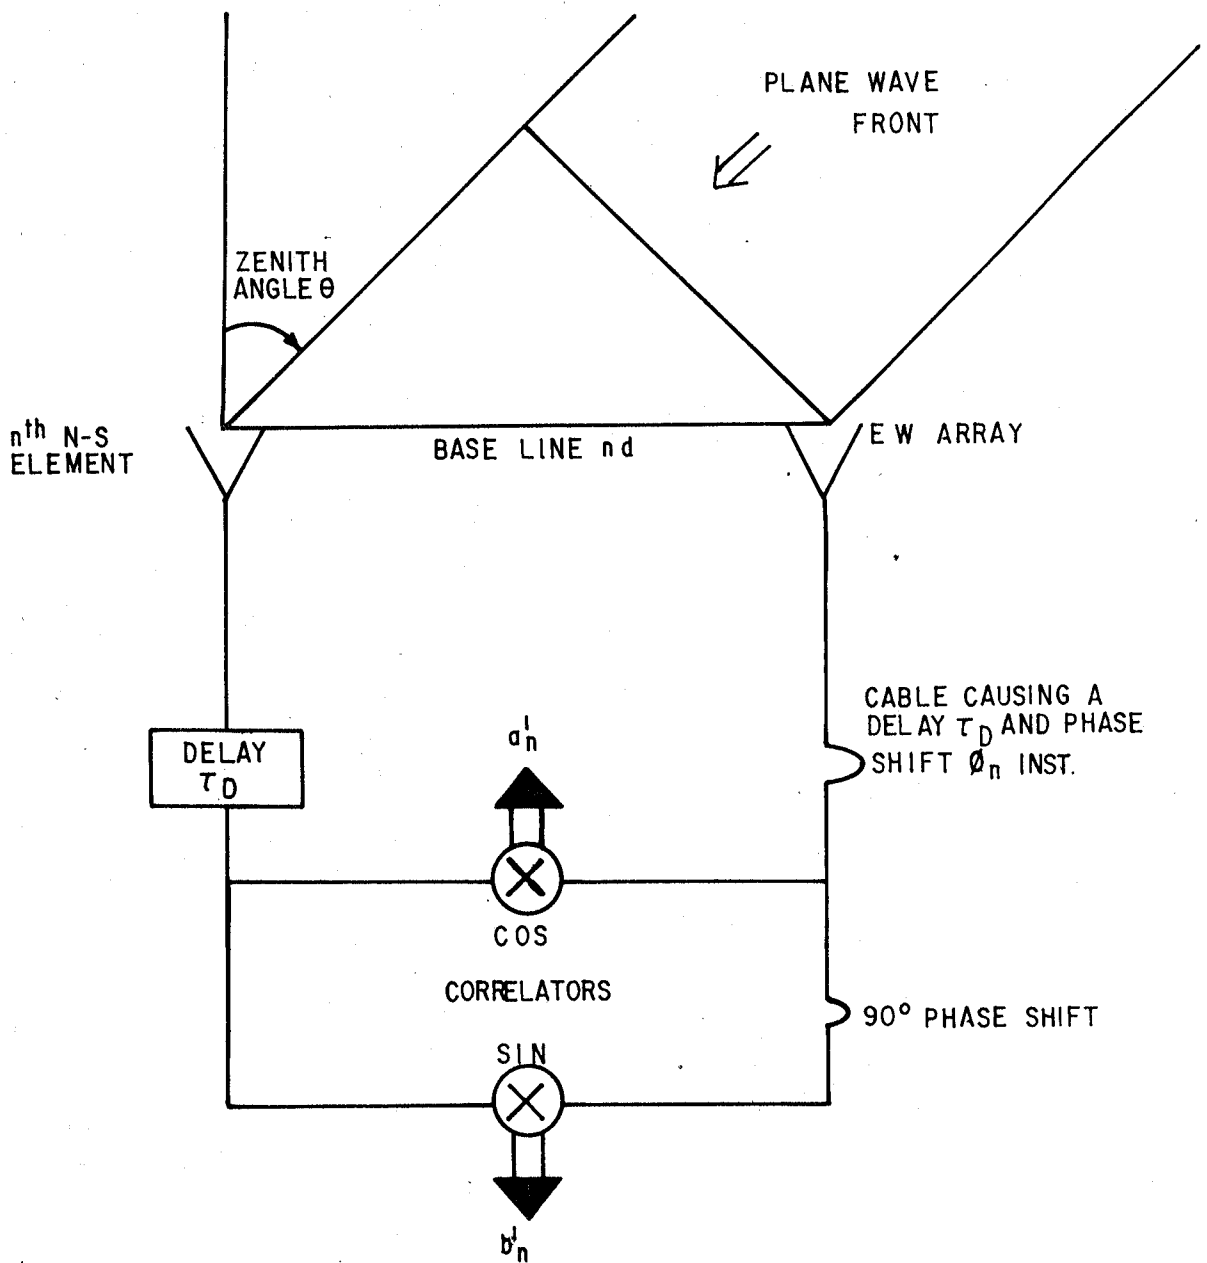 PLANE WAVE
FRONT
ZENITH
ANGLE θ
nth N-S
ELEMENT
BASE LINE nd
EW ARRAY
CABLE CAUSING A
DELAY τD AND PHASE
SHIFT Øn INST.
DELAY
τD
a'n
COS
CORRELATORS
90° PHASE SHIFT
SIN
b'n